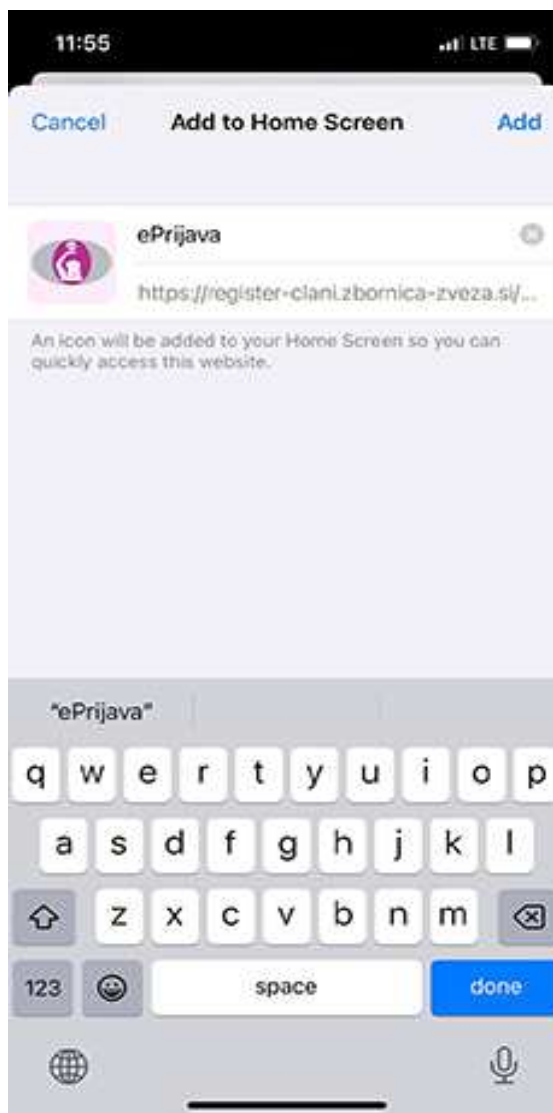 11:55
LTE
Cancel Add to Home Screen Add
ePrijava
https://register-clani.zbornica-zveza.si/...
An icon will be added to your Home Screen so you can
quickly access this website.
"ePrijava"
q w e r t y u i o p
a s d f g h j k l
z x c v b n m
123 space done